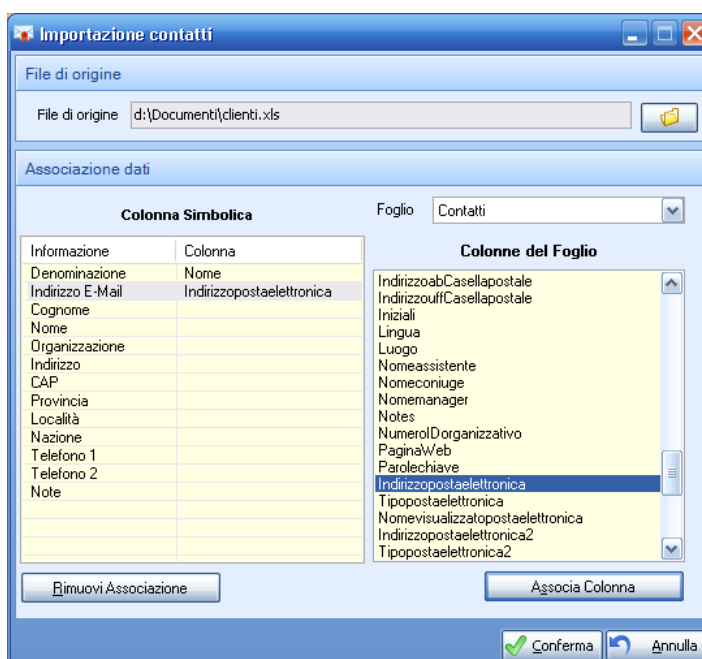 Importazione contatti
File di origine
File di origine d:\Documenti\clienti.xls
Associazione dati
Colonna Simbolica
Informazione Colonna
Denominazione Nome
Indirizzo E-Mail Indirizzopostaelettronica
Cognome
Nome
Organizzazione
Indirizzo
CAP
Provincia
Località
Nazione
Telefono 1
Telefono 2
Note
Rimuovi Associazione
Foglio Contatti
Colonne del Foglio
IndirizzoabCasellapostale
IndirizzouffCasellapostale
Iniziali
Lingua
Luogo
Nomeassistente
Nomeconiuge
Nomemanager
Notes
NumeroIDorganizzativo
PaginaWeb
Parolechiave
Indirizzopostaelettronica
Tipopostaelettronica
Nomevisualizzatopostaelettronica
Indirizzopostaelettronica2
Tipopostaelettronica2
Associa Colonna
Conferma Annulla